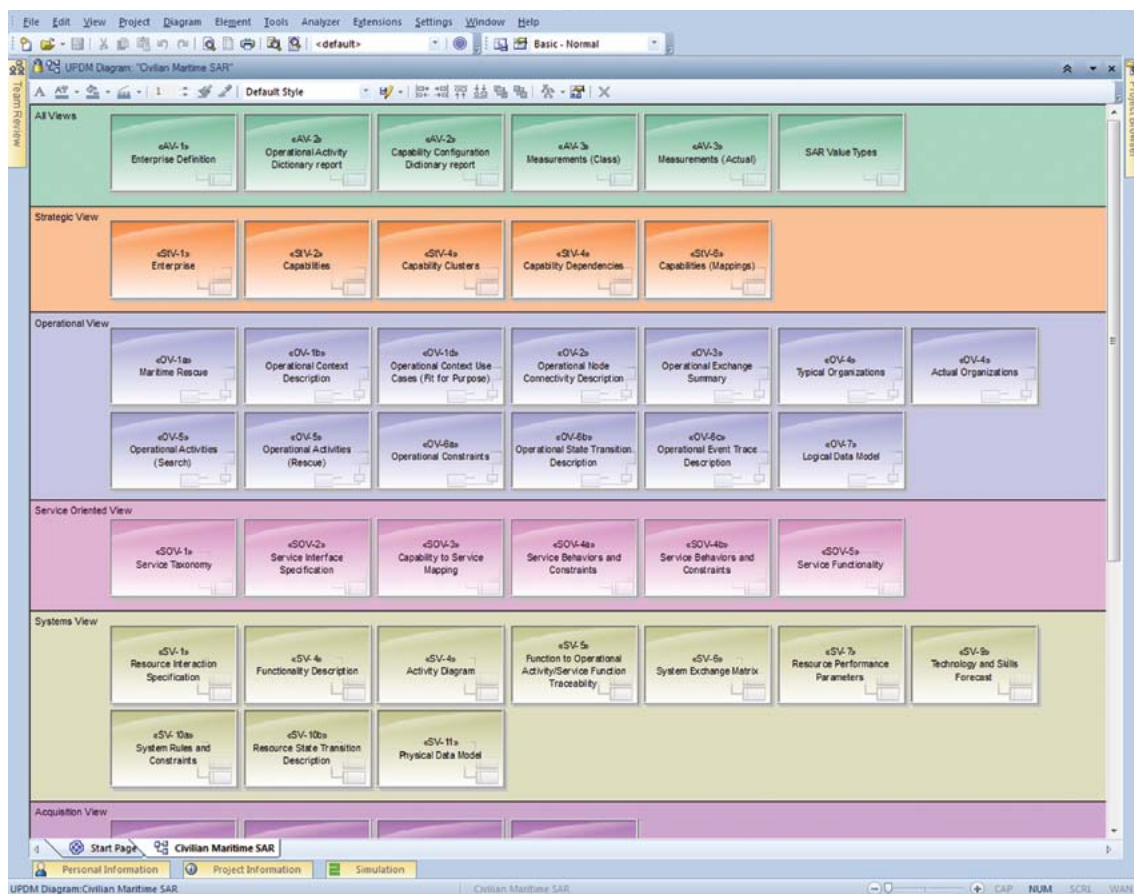 File Edit View Project Diagram Element Tools Analyzer Extensions Settings Window Help
<default> Basic - Normal
UPDM Diagram: "Civilian Martime SAR"
Team Review
Project Browser
A 1 Default Style
All Views
«AV-1»
Enterprise Definition
«AV-2»
Operational Activity
Dictionary report
«AV-2»
Capability Configuration
Dictionary report
«AV-3»
Measurements (Class)
«AV-3»
Measurements (Actual)
SAR Value Types
Strategic View
«StV-1»
Enterprise
«StV-2»
Capabilities
«StV-4»
Capability Clusters
«StV-4»
Capability Dependencies
«StV-6»
Capabilities (Mappings)
Operational View
«OV-1a»
Maritime Rescue
«OV-1b»
Operational Context
Description
«OV-1d»
Operational Context Use
Cases (Fit for Purpose)
«OV-2»
Operational Node
Connectivity Description
«OV-3»
Operational Exchange
Summary
«OV-4»
Typical Organizations
«OV-4»
Actual Organizations
«OV-5»
Operational Activities
(Search)
«OV-5»
Operational Activities
(Rescue)
«OV-6a»
Operational Constraints
«OV-6b»
Operational State Transition
Description
«OV-6c»
Operational Event Trace
Description
«OV-7»
Logical Data Model
Service Oriented View
«SOV-1»
Service Taxonomy
«SOV-2»
Service Interface
Specification
«SOV-3»
Capability to Service
Mapping
«SOV-4a»
Service Behaviors and
Constraints
«SOV-4b»
Service Behaviors and
Constraints
«SOV-5»
Service Functionality
Systems View
«SV-1»
Resource Interaction
Specification
«SV-4»
Functionality Description
«SV-4»
Activity Diagram
«SV-5»
Function to Operational
Activity/Service Function
Traceability
«SV-6»
System Exchange Matrix
«SV-7»
Resource Performance
Parameters
«SV-9»
Technology and Skills
Forecast
«SV-10a»
System Rules and
Constraints
«SV-10b»
Resource State Transition
Description
«SV-11»
Physical Data Model
Acquisition View
Start Page Civilian Maritime SAR
Personal Information Project Information Simulation
UPDM Diagram:Civilian Maritime SAR Civilian Maritime SAR CAP NUM SCRL WAN